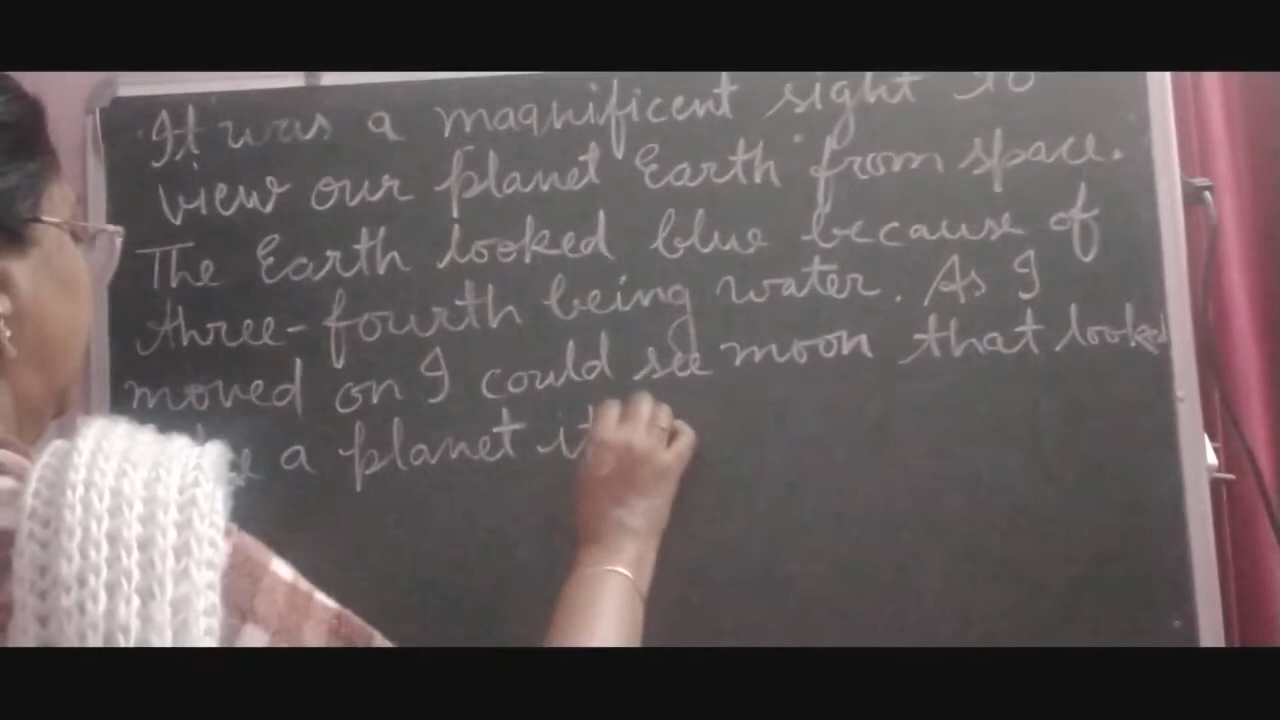 It was a magnificent sight to
view our planet Earth from space.
The Earth looked blue because of
three-fourth being water. As I
moved on I could see moon that looked
a planet it